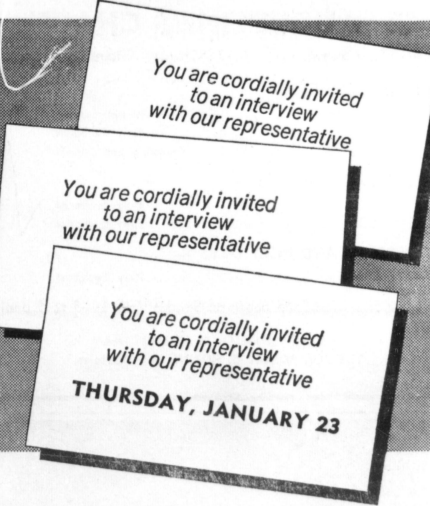 You are cordially invited
to an interview
with our representative
You are cordially invited
to an interview
with our representative
You are cordially invited
to an interview
with our representative
THURSDAY, JANUARY 23